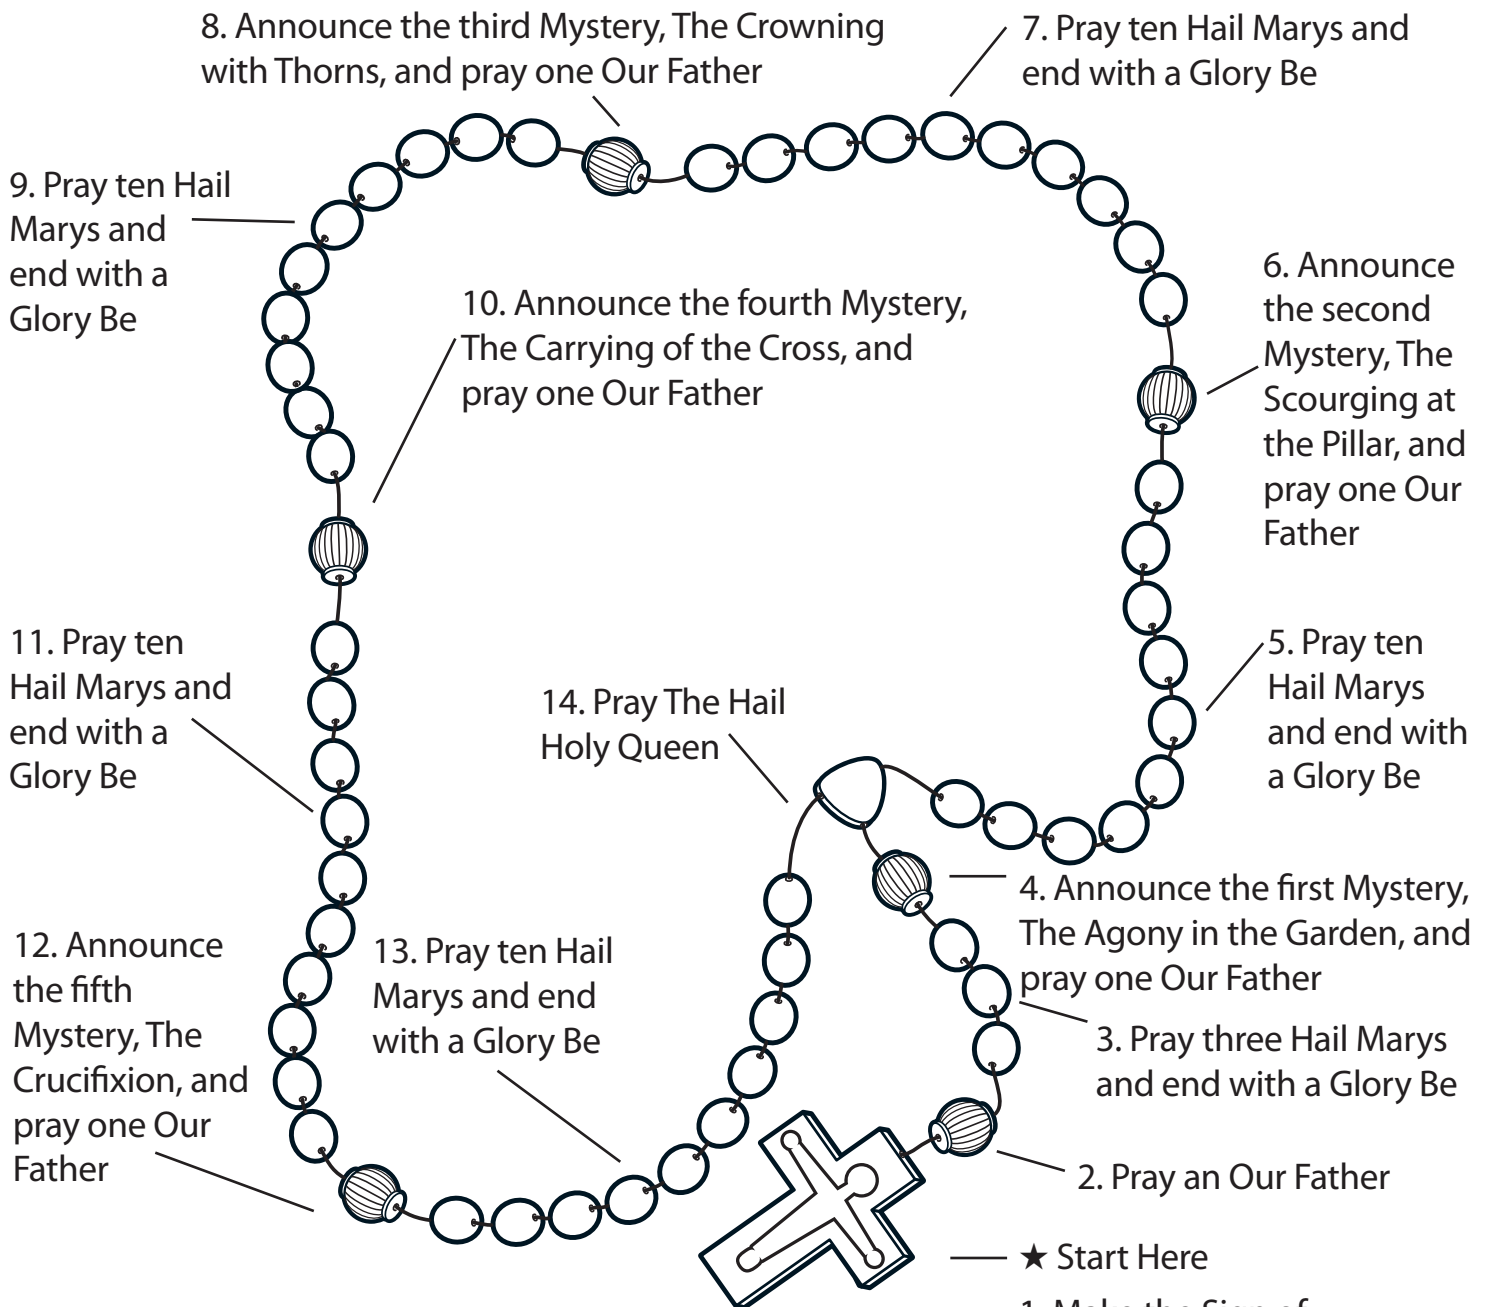 8. Announce the third Mystery, The Crowning
with Thorns, and pray one Our Father
7. Pray ten Hail Marys and
end with a Glory Be
9. Pray ten Hail
Marys and
end with a
Glory Be
10. Announce the fourth Mystery,
The Carrying of the Cross, and
pray one Our Father
6. Announce
the second
Mystery, The
Scourging at
the Pillar, and
pray one Our
Father
11. Pray ten
Hail Marys and
end with a
Glory Be
14. Pray The Hail
Holy Queen
5. Pray ten
Hail Marys
and end with
a Glory Be
4. Announce the first Mystery,
The Agony in the Garden, and
pray one Our Father
12. Announce
the fifth
Mystery, The
Crucifixion, and
pray one Our
Father
13. Pray ten Hail
Marys and end
with a Glory Be
3. Pray three Hail Marys
and end with a Glory Be
2. Pray an Our Father
★ Start Here
1. Make the Sign of